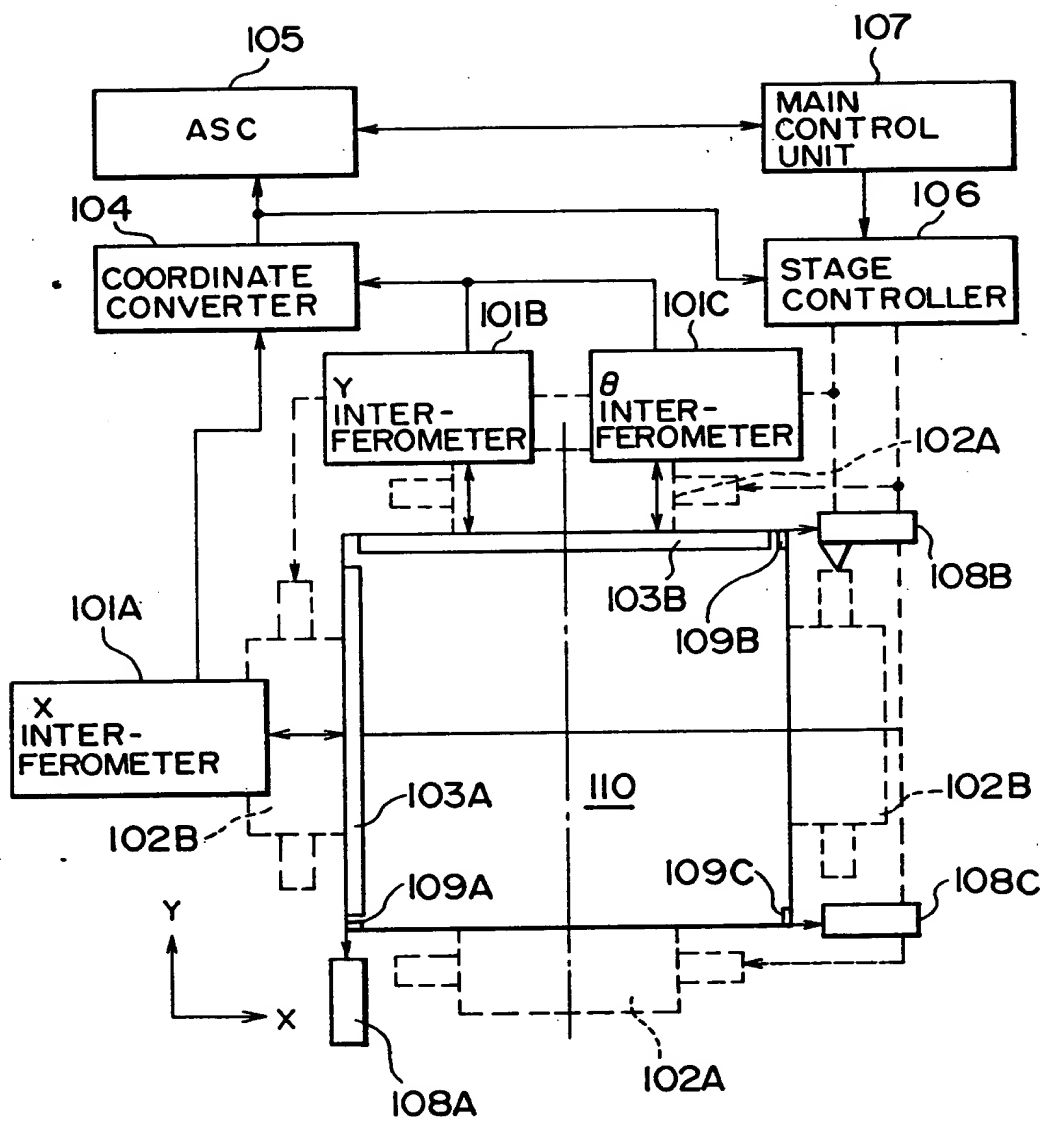 105
107
ASC
MAIN
CONTROL
UNIT
104
106
COORDINATE
CONVERTER
STAGE
CONTROLLER
101B
101C
Y
INTER-
FEROMETER
θ
INTER-
FEROMETER
102A
108B
103B
109B
101A
X
INTER-
FEROMETER
103A
110
102B
102B
109A
109C
108C
Y
X
102A
108A